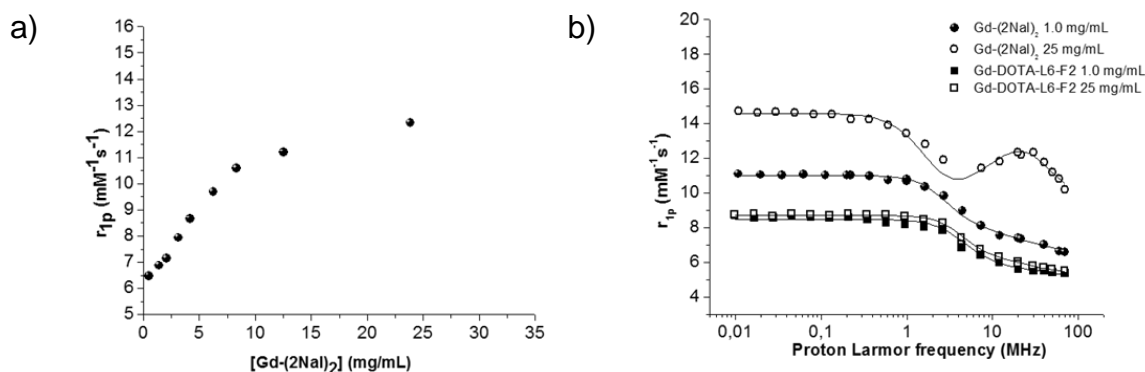 a)
16
15
14
13
12
11
10
9
8
7
6
5
r1p (mM⁻¹s⁻¹)
0 5 10 15 20 25 30 35
[Gd-(2Nal)2] (mg/mL)
b)
20
18
16
14
12
10
8
6
4
r1p (mM⁻¹s⁻¹)
Gd-(2Nal)2 1.0 mg/mL
Gd-(2Nal)2 25 mg/mL
Gd-DOTA-L6-F2 1.0 mg/mL
Gd-DOTA-L6-F2 25 mg/mL
0,01 0,1 1 10 100
Proton Larmor frequency (MHz)